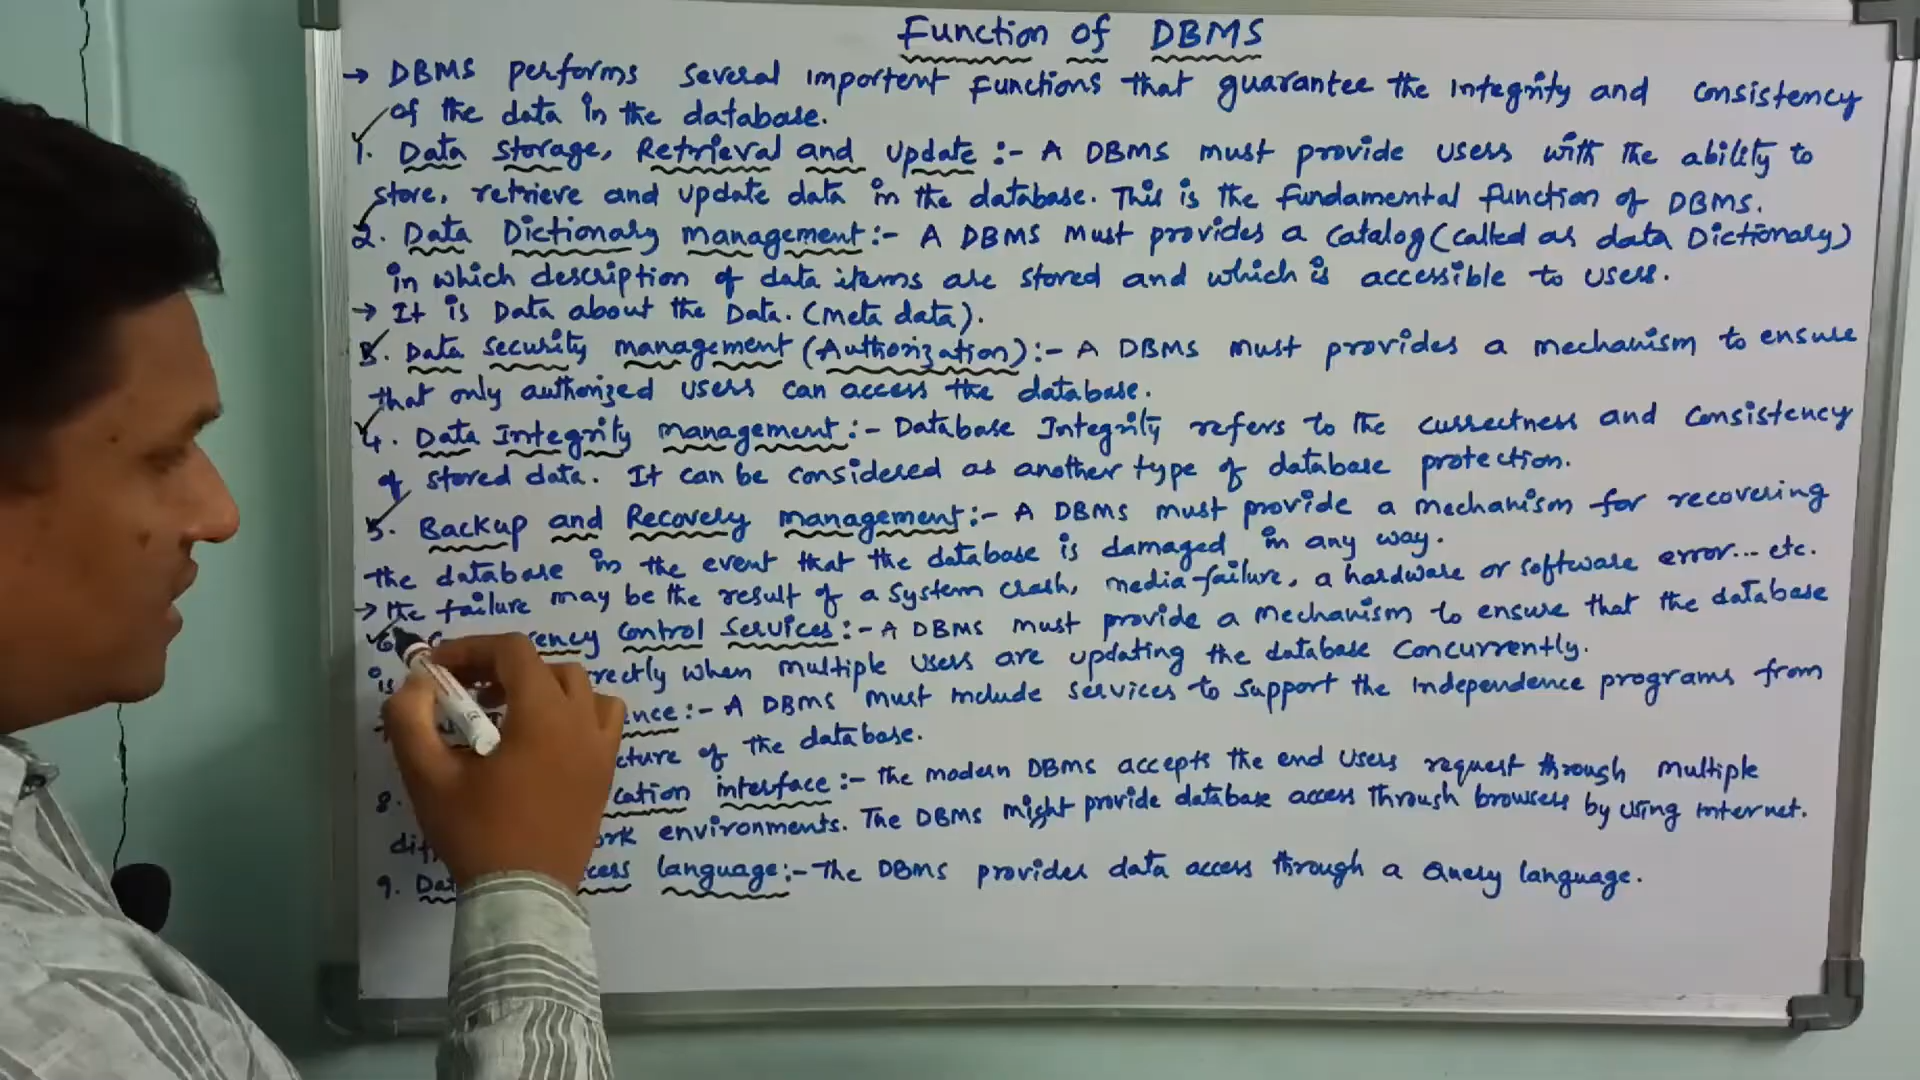 Function of DBMS
→ DBMS performs several importent functions that guarantee the Integrity and consistency
of the data in the database.
1. Data storage, Retrieval and update :- A DBMS must provide users with the ability to
store, retrieve and update data in the database. This is the fundamental function of DBMS.
2. Data Dictionary management :- A DBMS must provides a catalog (called as data Dictionary)
in which description of data items are stored and which is accessible to users.
→ It is Data about the Data. (meta data).
3. Data security management (Authorization) :- A DBMS must provides a mechanism to ensure
that only authorized users can access the database.
4. Data Integrity management :- Database Integrity refers to the currectness and consistency
of stored data. It can be considered as another type of database protection.
5. Backup and Recovery management :- A DBMS must provide a mechanism for recovering
the database in the event that the database is damaged in any way.
→ the failure may be the result of a system crash, media-failure, a hardware or software error... etc.
6. control services :- A DBMS must provide a mechanism to ensure that the database
is when multiple users are updating the database concurrently.
:- A DBMS must include services to support the independence programs from
of the database.
8. interface :- the modern DBMS accepts the end users request through multiple
environments. The DBMS might provide database access through browsers by using internet.
9. language :- The DBMS provides data access through a Query language.